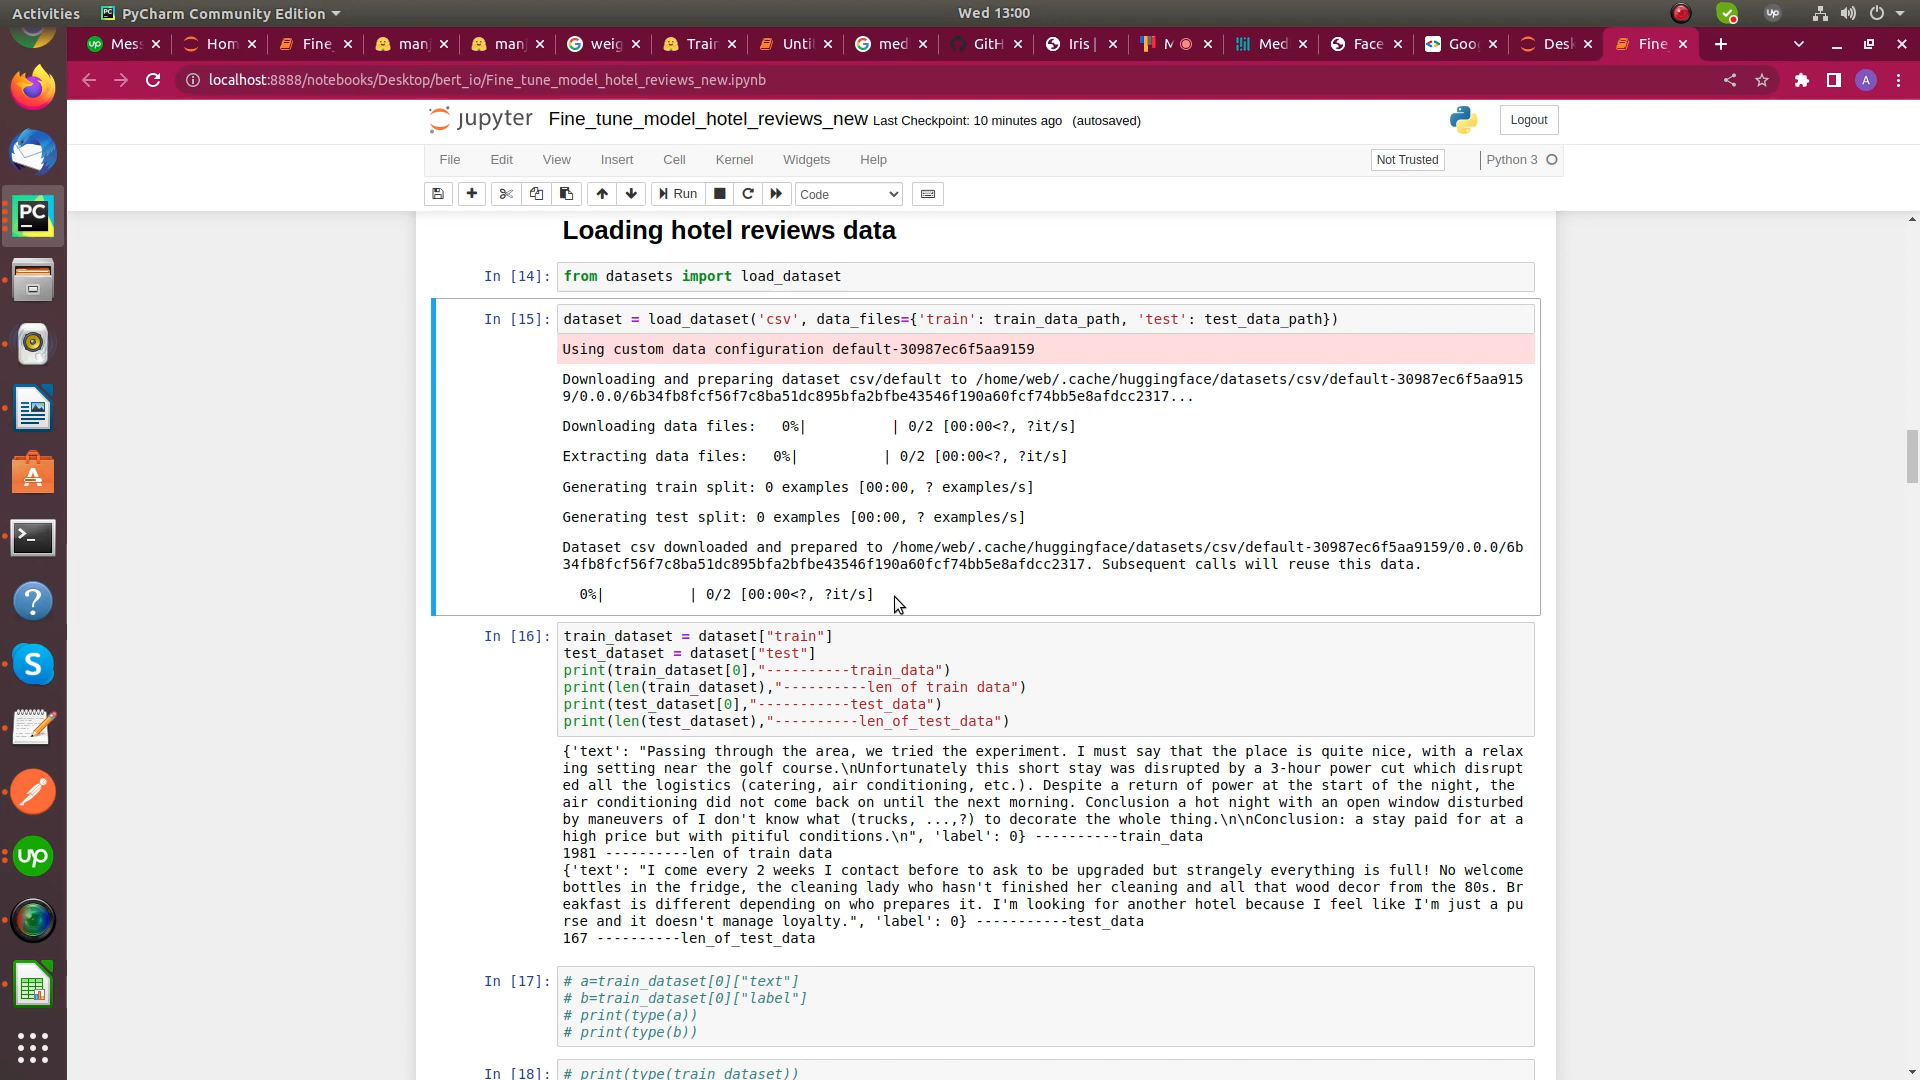 Activities PyCharm Community Edition Wed 13:00
Mess Hom Fine_ manj manj weig Train Unti med GitH Iris | M Med Face Goo Desk Fine_
localhost:8888/notebooks/Desktop/bert_io/Fine_tune_model_hotel_reviews_new.ipynb A
jupyter Fine_tune_model_hotel_reviews_new Last Checkpoint: 10 minutes ago (autosaved) Logout
File Edit View Insert Cell Kernel Widgets Help Not Trusted Python 3
Run Code
Loading hotel reviews data
In [14]: from datasets import load_dataset
In [15]: dataset = load_dataset('csv', data_files={'train': train_data_path, 'test': test_data_path})
Using custom data configuration default-30987ec6f5aa9159
Downloading and preparing dataset csv/default to /home/web/.cache/huggingface/datasets/csv/default-30987ec6f5aa915
9/0.0.0/6b34fb8fcf56f7c8ba51dc895bfa2bfbe43546f190a60fcf74bb5e8afdcc2317...
Downloading data files: 0%| | 0/2 [00:00<?, ?it/s]
Extracting data files: 0%| | 0/2 [00:00<?, ?it/s]
Generating train split: 0 examples [00:00, ? examples/s]
Generating test split: 0 examples [00:00, ? examples/s]
Dataset csv downloaded and prepared to /home/web/.cache/huggingface/datasets/csv/default-30987ec6f5aa9159/0.0.0/6b
34fb8fcf56f7c8ba51dc895bfa2bfbe43546f190a60fcf74bb5e8afdcc2317. Subsequent calls will reuse this data.
0%| | 0/2 [00:00<?, ?it/s]
In [16]: train_dataset = dataset["train"]
test_dataset = dataset["test"]
print(train_dataset[0],"----------train_data")
print(len(train_dataset),"----------len of train data")
print(test_dataset[0],"-----------test_data")
print(len(test_dataset),"----------len_of_test_data")
{'text': "Passing through the area, we tried the experiment. I must say that the place is quite nice, with a relax
ing setting near the golf course.\nUnfortunately this short stay was disrupted by a 3-hour power cut which disrupt
ed all the logistics (catering, air conditioning, etc.). Despite a return of power at the start of the night, the
air conditioning did not come back on until the next morning. Conclusion a hot night with an open window disturbed
by maneuvers of I don't know what (trucks, ...,?) to decorate the whole thing.\n\nConclusion: a stay paid for at a
high price but with pitiful conditions.\n", 'label': 0} ----------train_data
1981 ----------len of train data
{'text': "I come every 2 weeks I contact before to ask to be upgraded but strangely everything is full! No welcome
bottles in the fridge, the cleaning lady who hasn't finished her cleaning and all that wood decor from the 80s. Br
eakfast is different depending on who prepares it. I'm looking for another hotel because I feel like I'm just a pu
rse and it doesn't manage loyalty.", 'label': 0} -----------test_data
167 ----------len_of_test_data
In [17]: # a=train_dataset[0]["text"]
# b=train_dataset[0]["label"]
# print(type(a))
# print(type(b))
In [18]: # print(type(train_dataset))